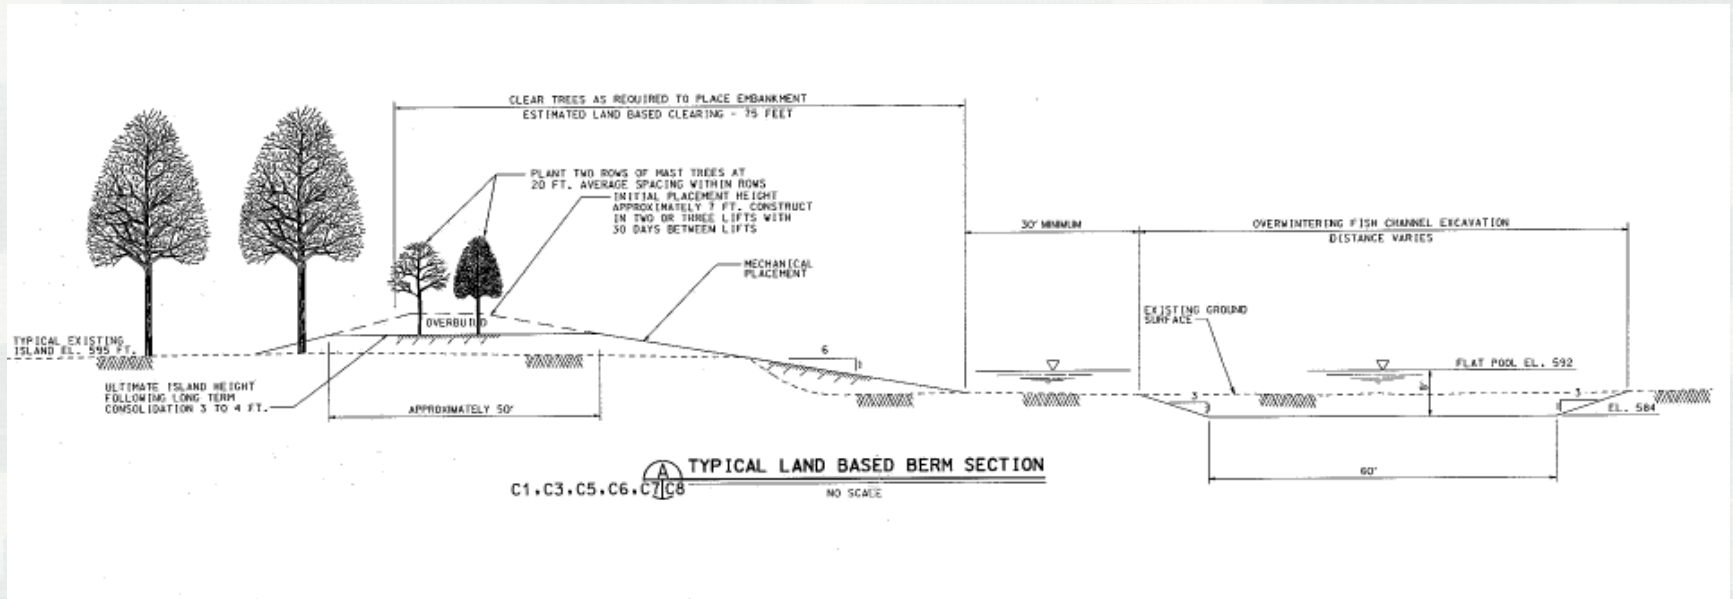 CLEAR TREES AS REQUIRED TO PLACE EMBANKMENT
ESTIMATED LAND BASED CLEARING - 75 FEET
PLANT TWO ROWS OF MAST TREES AT
20 FT. AVERAGE SPACING WITHIN ROWS
INITIAL PLACEMENT HEIGHT
APPROXIMATELY 7 FT. CONSTRUCT
IN TWO OR THREE LIFTS WITH
30 DAYS BETWEEN LIFTS
30' MINIMUM
OVERWINTERING FISH CHANNEL EXCAVATION
DISTANCE VARIES
MECHANICAL
PLACEMENT
EXISTING GROUND
SURFACE
OVERBUILD
TYPICAL EXISTING
ISLAND EL. 595 FT.
6
1
FLAT POOL EL. 592
8'
ULTIMATE ISLAND HEIGHT
FOLLOWING LONG TERM
CONSOLIDATION 3 TO 4 FT.
APPROXIMATELY 50'
3
1
3
1
EL. 584
60'
A
TYPICAL LAND BASED BERM SECTION
C1,C3,C5,C6,C7,C8
NO SCALE